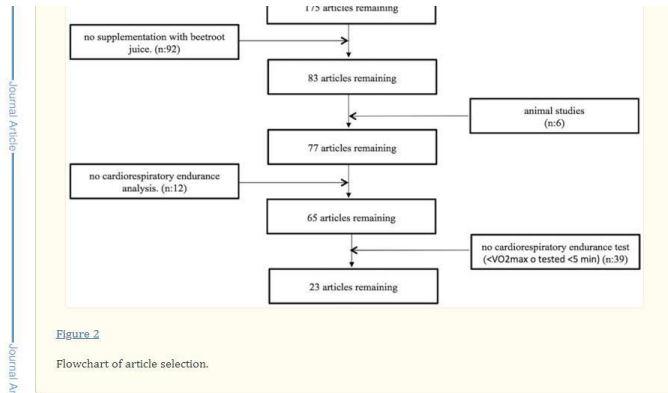 175 articles remaining
no supplementation with beetroot
juice. (n:92)
83 articles remaining
animal studies
(n:6)
77 articles remaining
no cardiorespiratory endurance
analysis. (n:12)
65 articles remaining
no cardiorespiratory endurance test
(<VO2max o tested <5 min) (n:39)
23 articles remaining
Figure 2
Flowchart of article selection.
Journal Article
Journal Ar